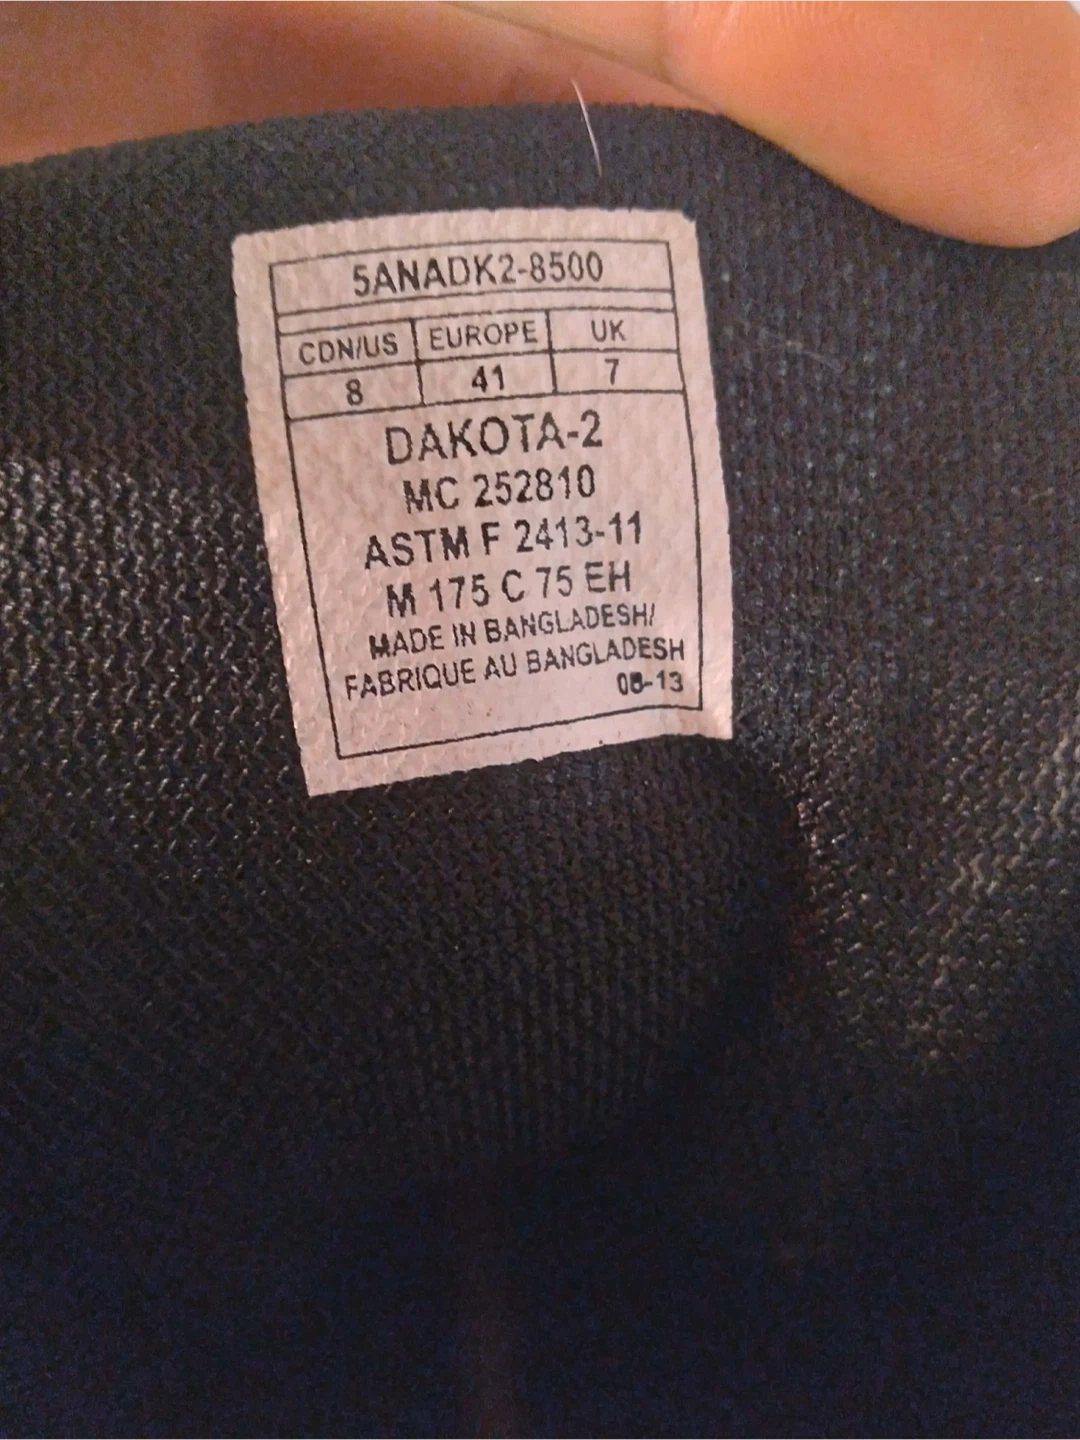 5ANADK2-8500
CDN/US EUROPE UK
8 41 7
DAKOTA-2
MC 252810
ASTM F 2413-11
M 175 C 75 EH
MADE IN BANGLADESH/
FABRIQUE AU BANGLADESH